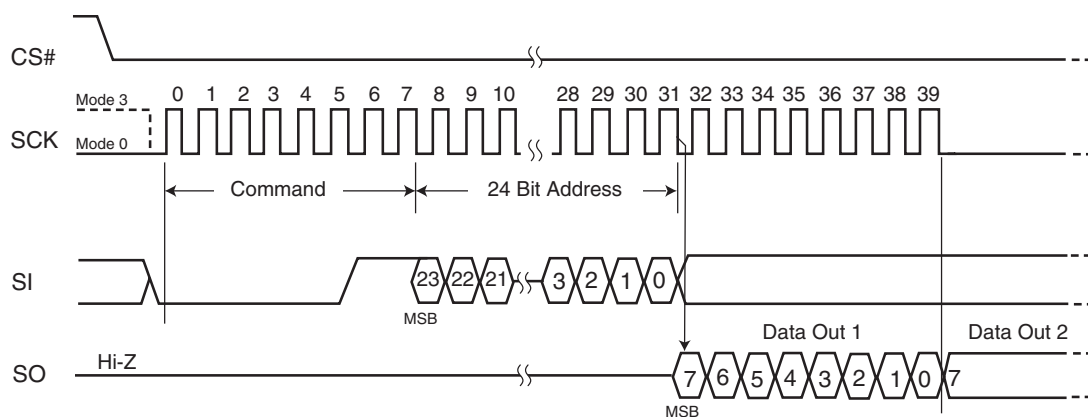 CS#
Mode 3
0 1 2 3 4 5 6 7 8 9 10 28 29 30 31 32 33 34 35 36 37 38 39
SCK
Mode 0
Command
24 Bit Address
SI
23 22 21 3 2 1 0
MSB
Data Out 1
Data Out 2
Hi-Z
SO
7 6 5 4 3 2 1 0 7
MSB